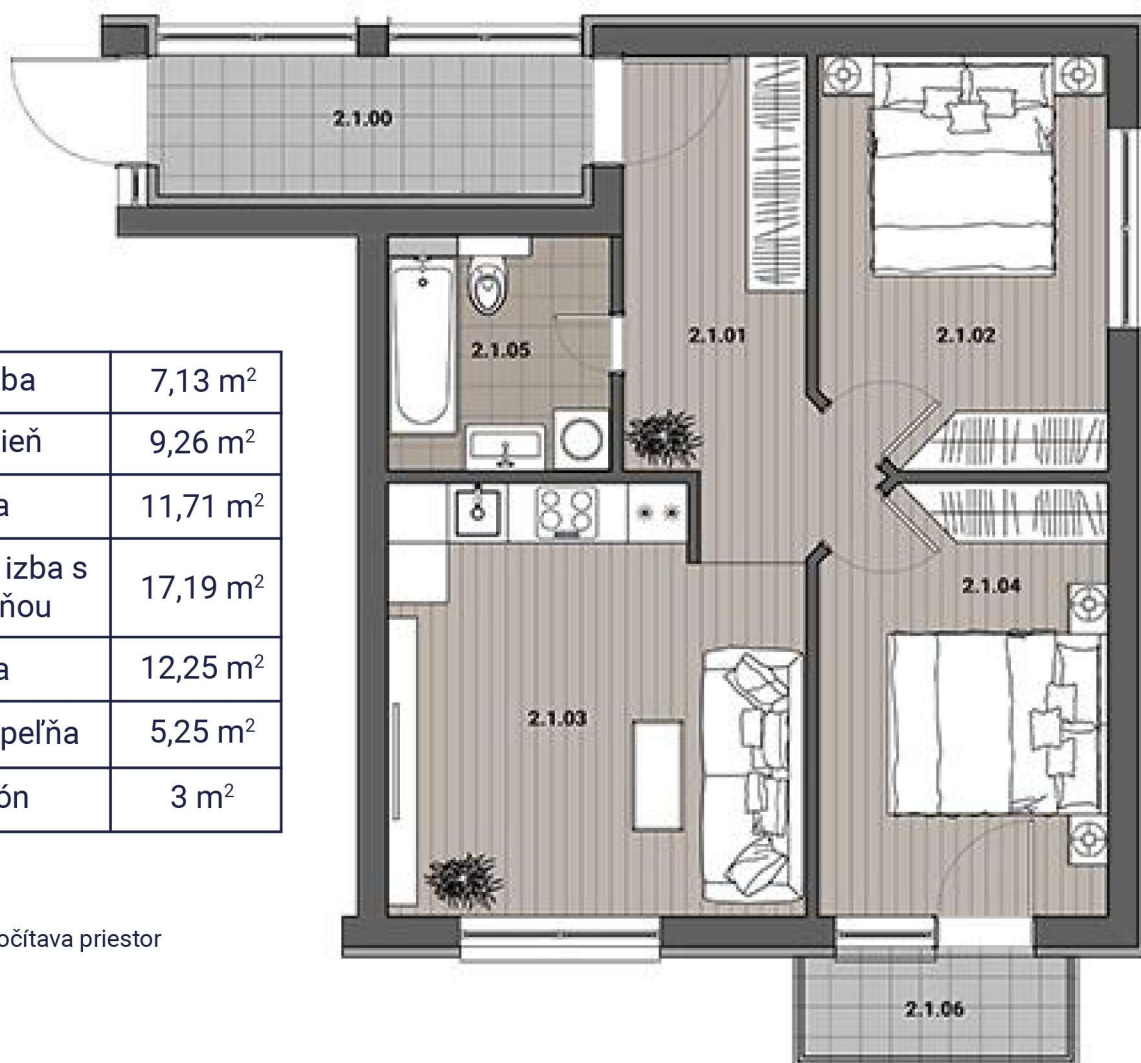 2.1.00
2.1.01
2.1.02
2.1.05
ba 7,13 m²
ieň 9,26 m²
a 11,71 m²
izba s
ňou 17,19 m²
a 12,25 m²
peľňa 5,25 m²
ón 3 m²
2.1.04
2.1.03
očítava priestor
2.1.06